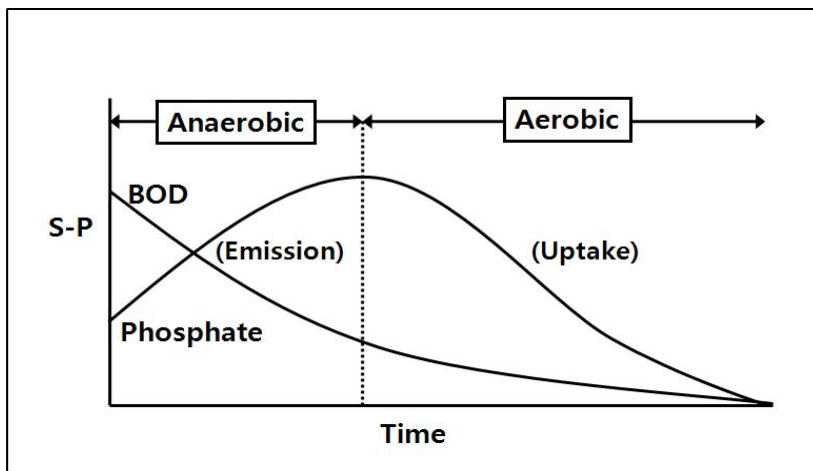 Anaerobic
Aerobic
BOD
S-P
(Emission)
(Uptake)
Phosphate
Time